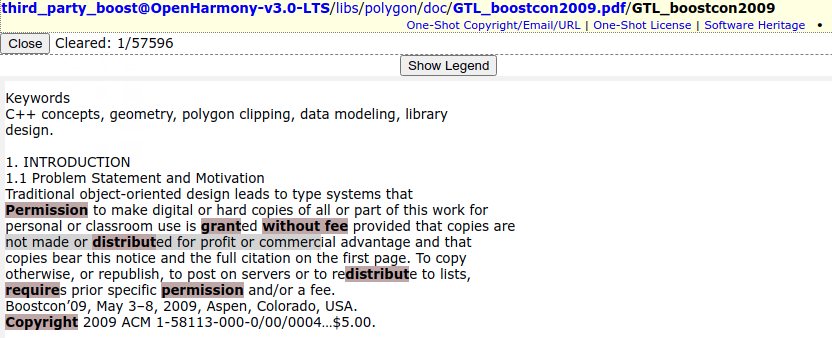 third_party_boost@OpenHarmony-v3.0-LTS/libs/polygon/doc/GTL_boostcon2009.pdf/GTL_boostcon2009
One-Shot Copyright/Email/URL | One-Shot License | Software Heritage •
Close Cleared: 1/57596
Show Legend
Keywords
C++ concepts, geometry, polygon clipping, data modeling, library
design.
1. INTRODUCTION
1.1 Problem Statement and Motivation
Traditional object-oriented design leads to type systems that
Permission to make digital or hard copies of all or part of this work for
personal or classroom use is granted without fee provided that copies are
not made or distributed for profit or commercial advantage and that
copies bear this notice and the full citation on the first page. To copy
otherwise, or republish, to post on servers or to redistribute to lists,
requires prior specific permission and/or a fee.
Boostcon’09, May 3–8, 2009, Aspen, Colorado, USA.
Copyright 2009 ACM 1-58113-000-0/00/0004…$5.00.